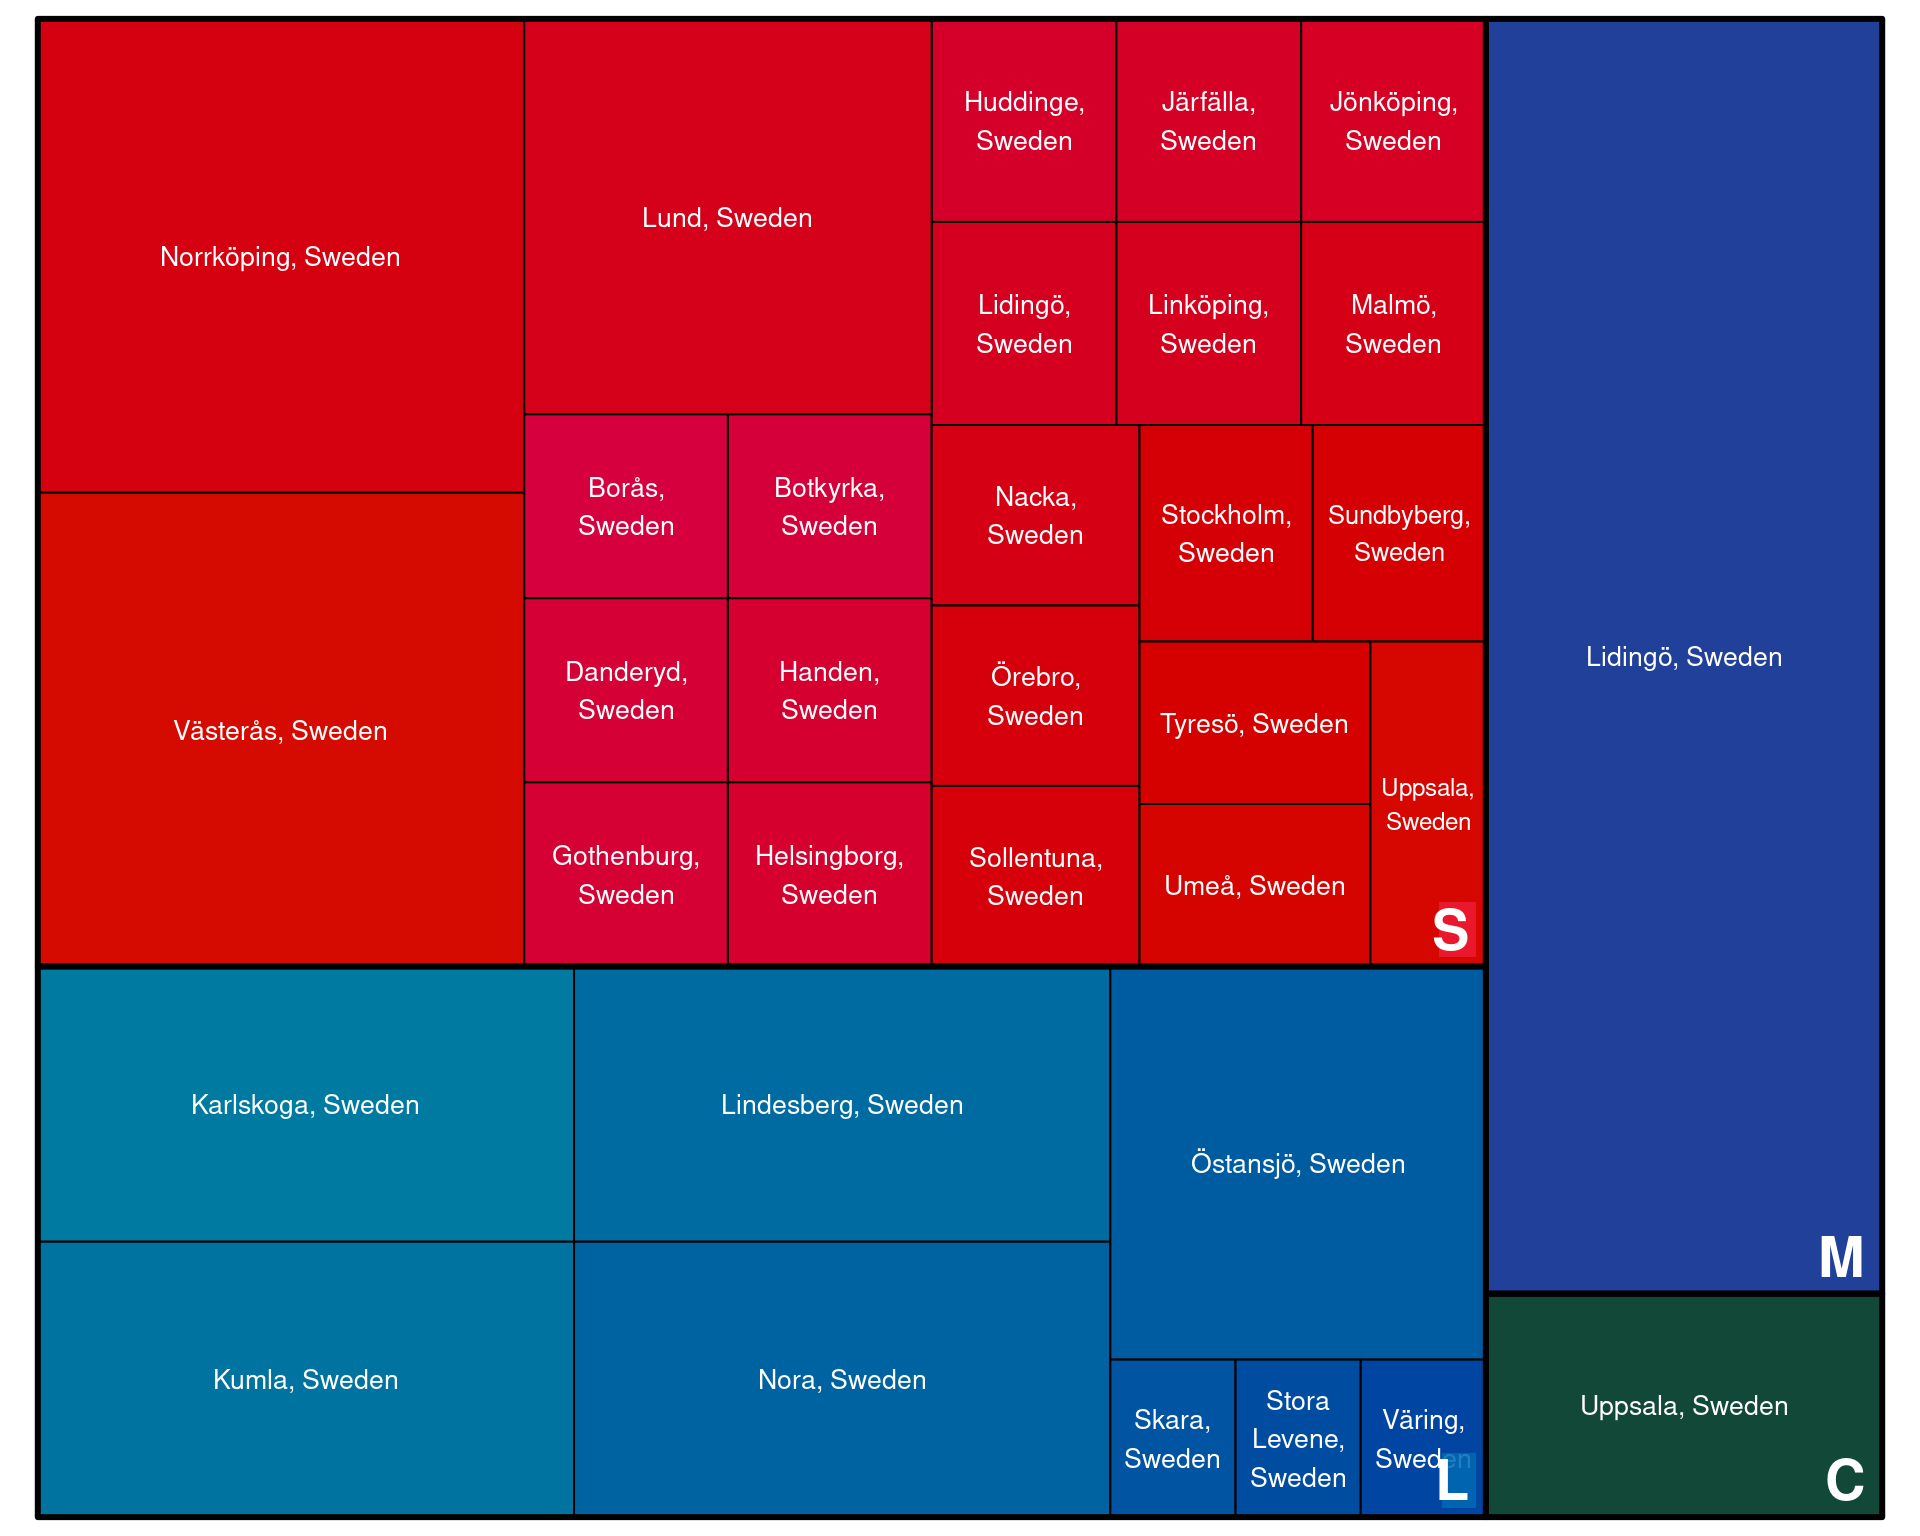 Norrköping, Sweden
Västerås, Sweden
Lund, Sweden
Borås,
Sweden
Botkyrka,
Sweden
Danderyd,
Sweden
Handen,
Sweden
Gothenburg,
Sweden
Helsingborg,
Sweden
Huddinge,
Sweden
Järfälla,
Sweden
Jönköping,
Sweden
Lidingö,
Sweden
Linköping,
Sweden
Malmö,
Sweden
Nacka,
Sweden
Örebro,
Sweden
Sollentuna,
Sweden
Stockholm,
Sweden
Sundbyberg,
Sweden
Tyresö, Sweden
Umeå, Sweden
Uppsala,
Sweden
S
Karlskoga, Sweden
Kumla, Sweden
Lindesberg, Sweden
Nora, Sweden
Östansjö, Sweden
Skara,
Sweden
Stora
Levene,
Sweden
Väring,
Sweden
L
Lidingö, Sweden
M
Uppsala, Sweden
C